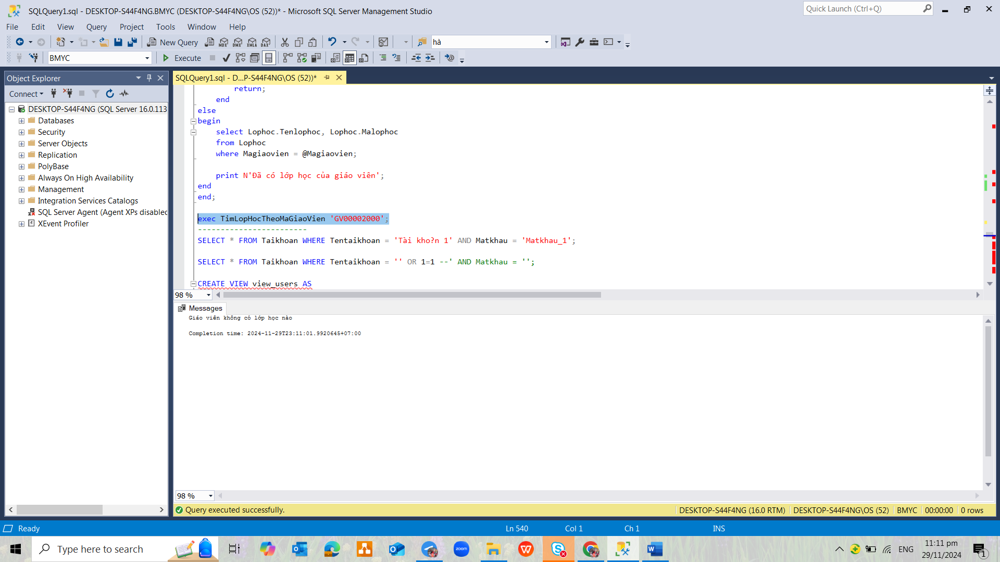 SQLQuery1.sql - DESKTOP-S44F4NG.BMYC (DESKTOP-S44F4NG\OS (52))* - Microsoft SQL Server Management Studio
Quick Launch (Ctrl+Q)
File Edit View Query Project Tools Window Help
New Query
MDX DMX XMLA DAX
hà
BMYC
Execute
Object Explorer
Connect
DESKTOP-S44F4NG (SQL Server 16.0.113
Databases
Security
Server Objects
Replication
PolyBase
Always On High Availability
Management
Integration Services Catalogs
SQL Server Agent (Agent XPs disabled
XEvent Profiler
SQLQuery1.sql - D...P-S44F4NG\OS (52))*
return;
end
else
begin
select Lophoc.Tenlophoc, Lophoc.Malophoc
from Lophoc
where Magiaovien = @Magiaovien;
print N'Đã có lớp học của giáo viên';
end
end;
exec TimLopHocTheoMaGiaoVien 'GV00002000';
------------------------
SELECT * FROM Taikhoan WHERE Tentaikhoan = 'Tài kho?n 1' AND Matkhau = 'Matkhau_1';
SELECT * FROM Taikhoan WHERE Tentaikhoan = '' OR 1=1 --' AND Matkhau = '';
CREATE VIEW view_users AS
98 %
Messages
Giáo viên không có lớp học nào
Completion time: 2024-11-29T23:11:01.9920645+07:00
98 %
Query executed successfully.
DESKTOP-S44F4NG (16.0 RTM) DESKTOP-S44F4NG\OS (52) BMYC 00:00:00 0 rows
Ready
Ln 540 Col 1 Ch 1 INS
Type here to search
zoom
ENG
11:11 pm
29/11/2024
1